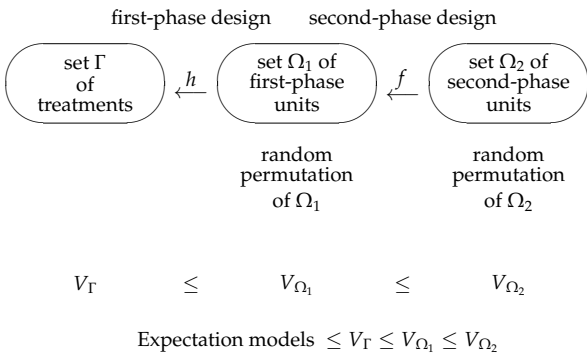 first-phase design second-phase design
set Γ of treatments
h
set Ω₁ of first-phase units
f
set Ω₂ of second-phase units
random permutation of Ω₁
random permutation of Ω₂
V_Γ ≤ V_Ω₁ ≤ V_Ω₂
Expectation models ≤ V_Γ ≤ V_Ω₁ ≤ V_Ω₂